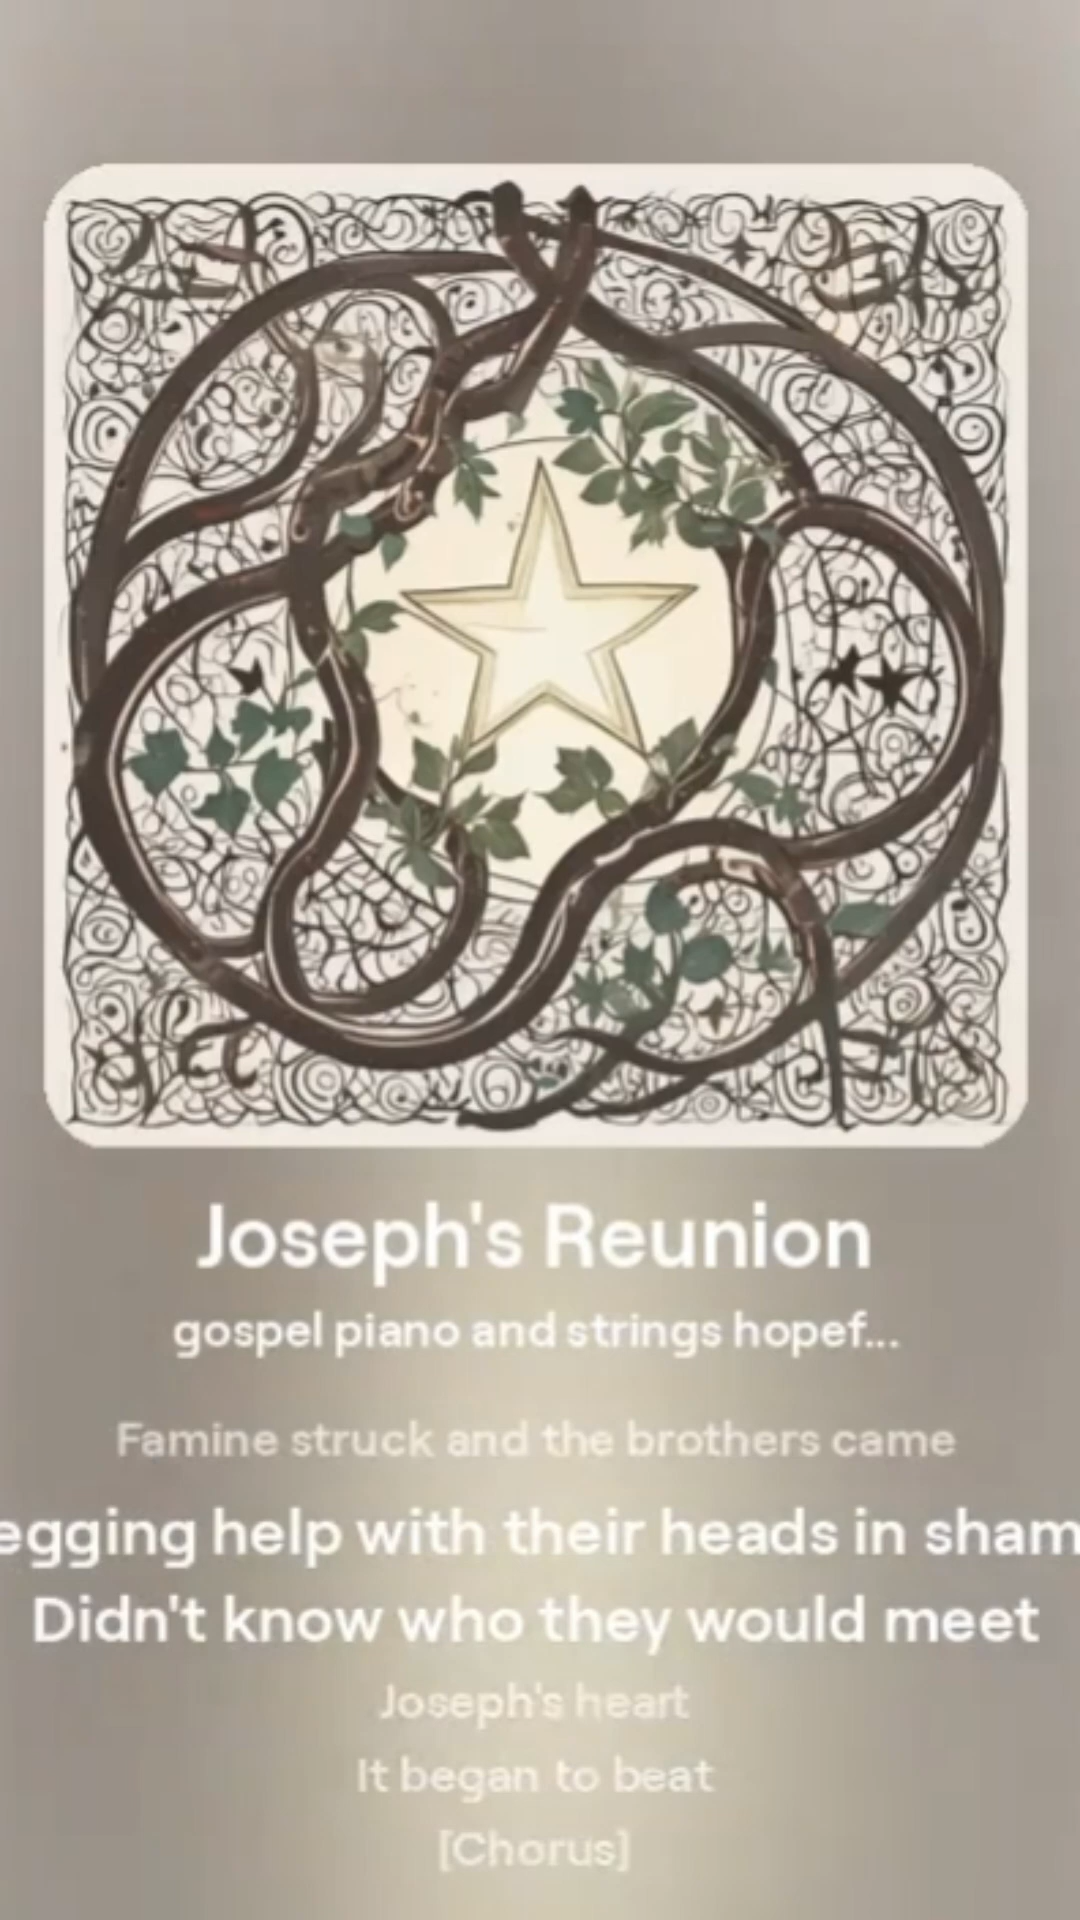 Joseph's Reunion
gospel piano and strings hopef...
Famine struck and the brothers came
egging help with their heads in sham
Didn't know who they would meet
Joseph's heart
It began to beat
[Chorus]